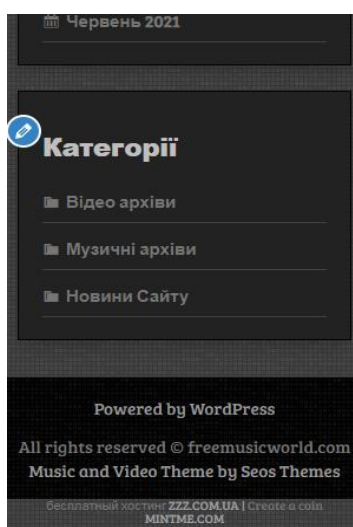 Червень 2021
Категорії
Відео архіви
Музичні архіви
Новини Сайту
Powered by WordPress
All rights reserved © freemusicworld.com
Music and Video Theme by Seos Themes
бесплатный хостинг ZZZ.COM.UA | Create a coin
MINTME.COM